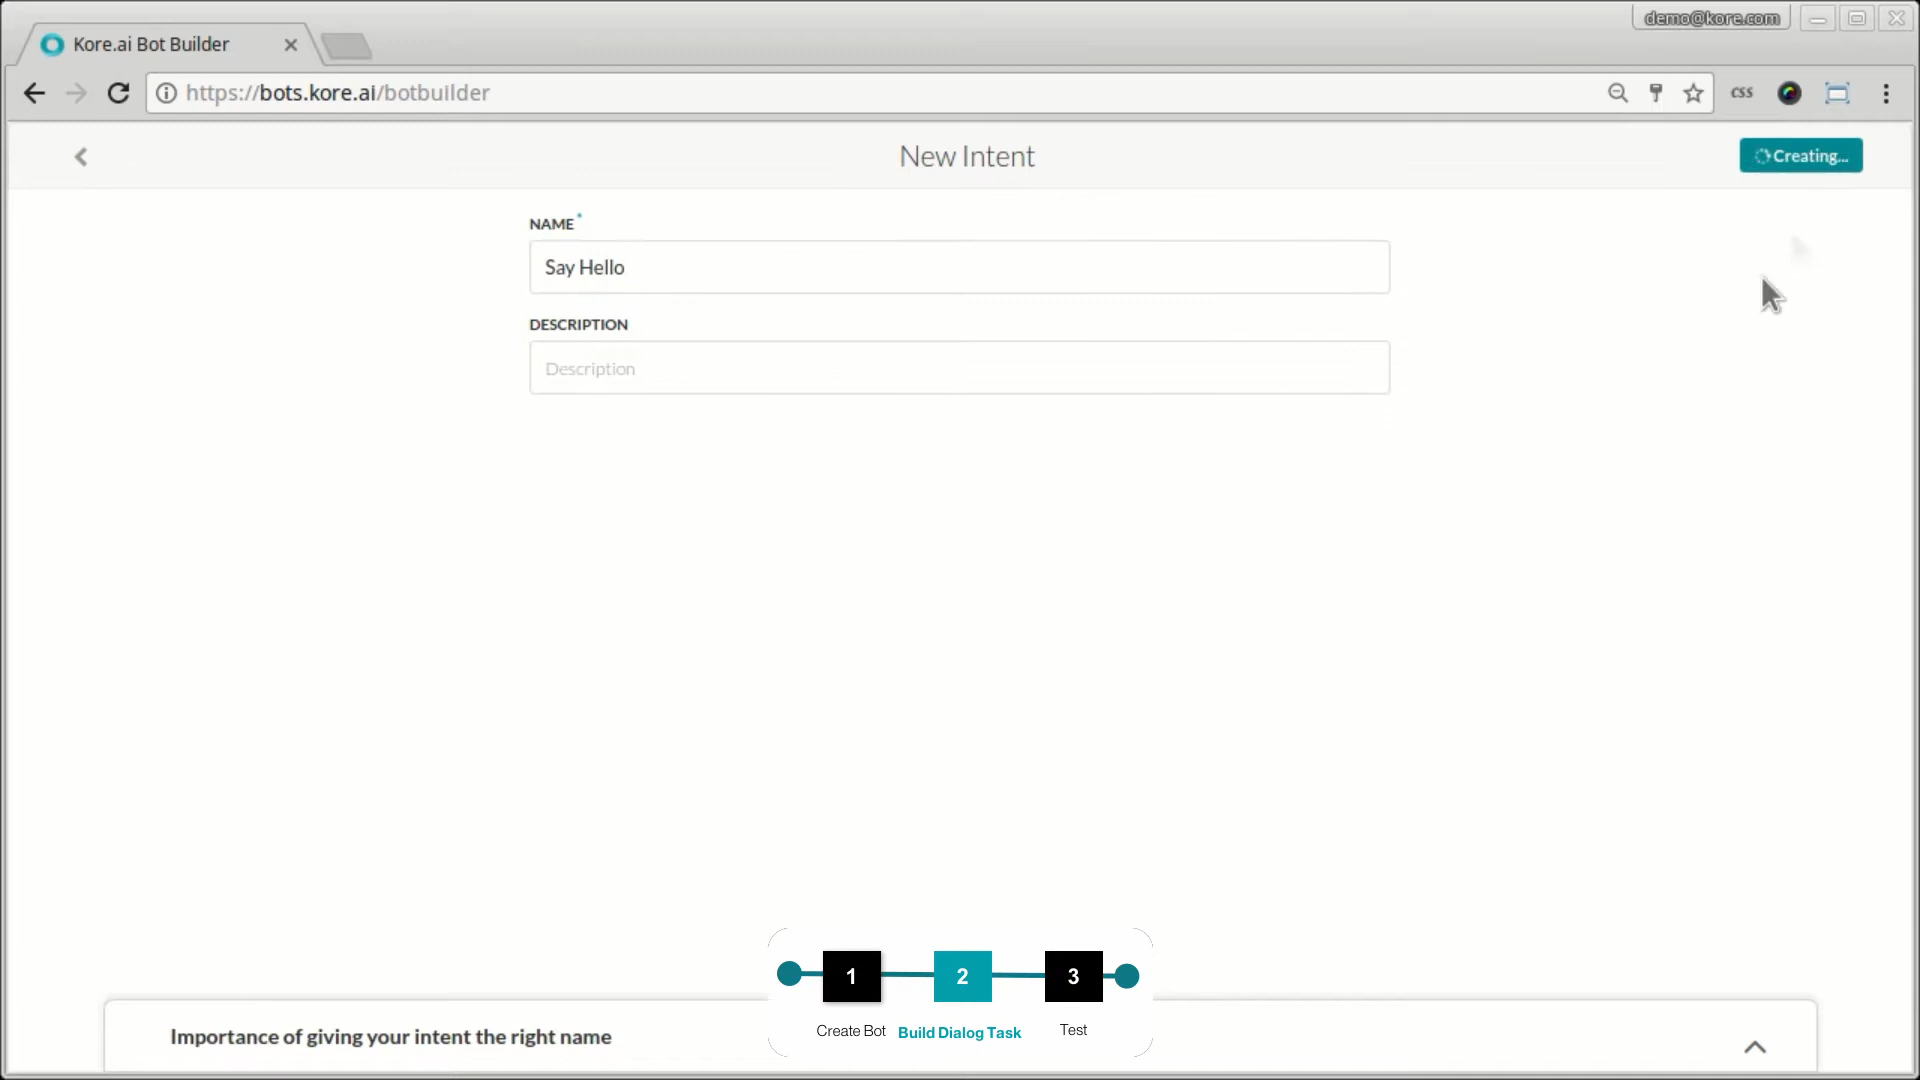 demo@kore.com
Kore.ai Bot Builder
https://bots.kore.ai/botbuilder
CSS
New Intent
Creating...
NAME*
Say Hello
DESCRIPTION
Description
1
2
3
Create Bot
Build Dialog Task
Test
Importance of giving your intent the right name